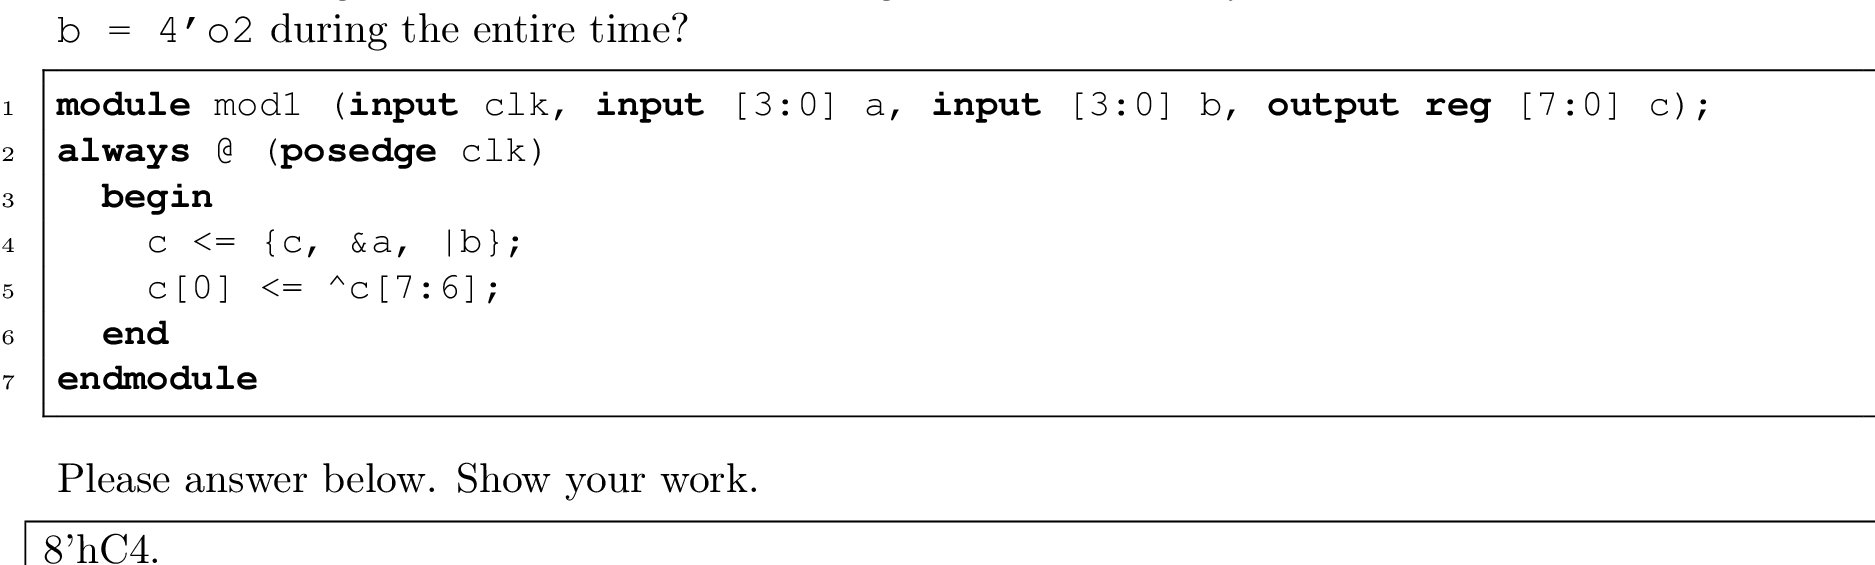 b = 4'o2 during the entire time?
1 module mod1 (input clk, input [3:0] a, input [3:0] b, output reg [7:0] c);
2 always @ (posedge clk)
3 begin
4 c <= {c, &a, |b};
5 c[0] <= ^c[7:6];
6 end
7 endmodule
Please answer below. Show your work.
8'hC4.